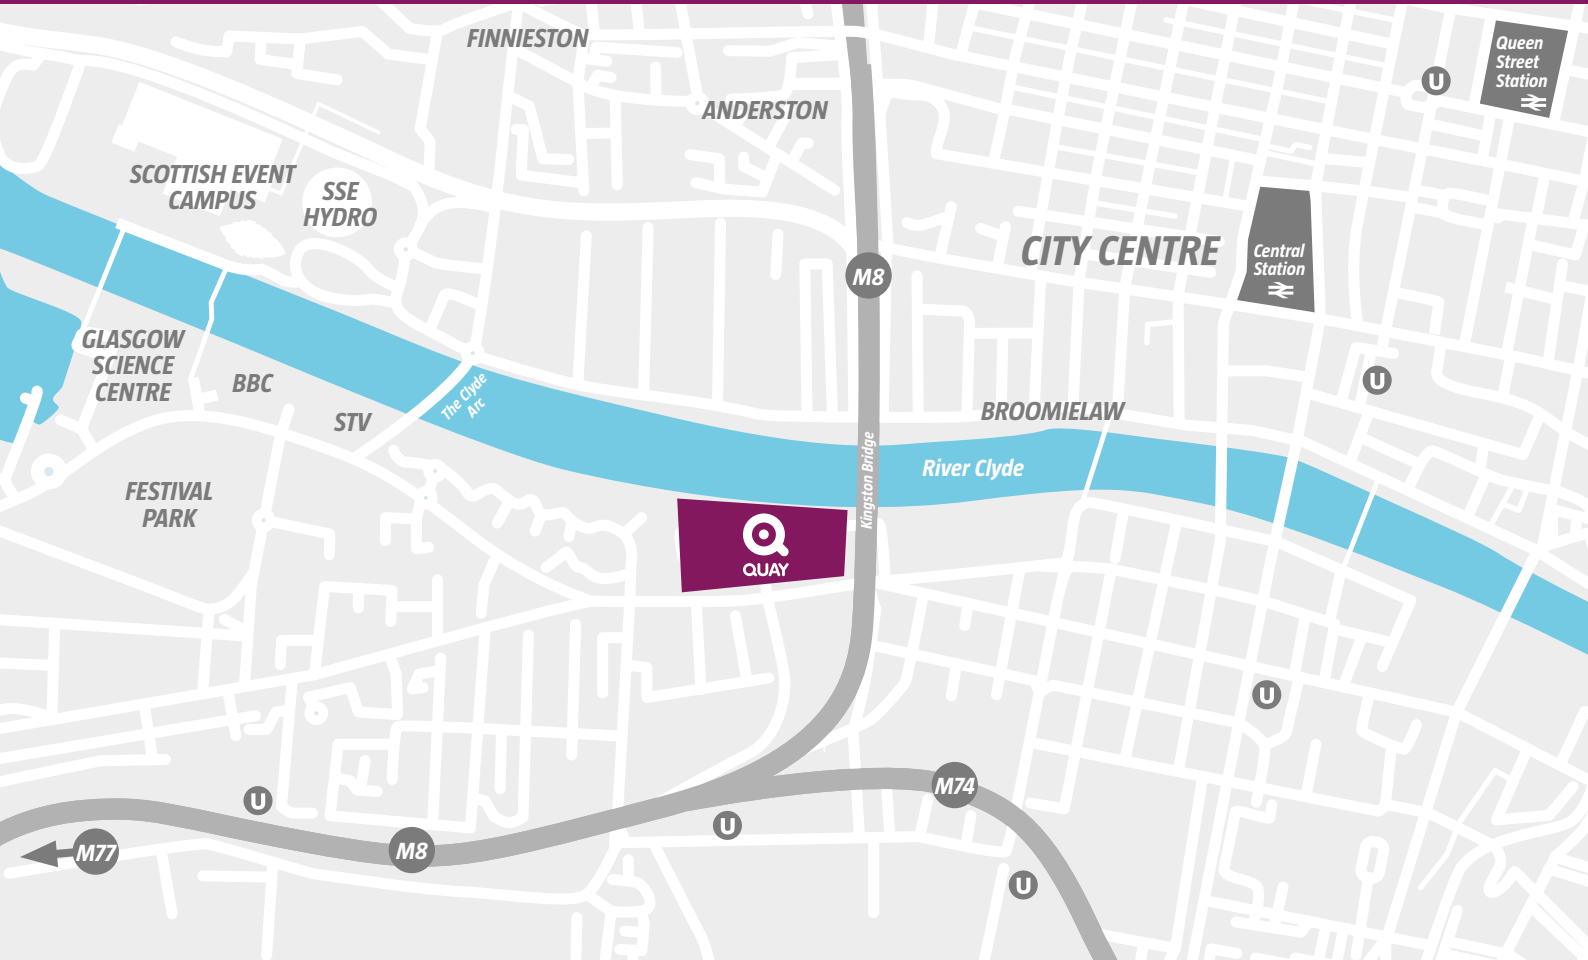 FINNIESTON
ANDERSTON
Queen
Street
Station
U
SCOTTISH EVENT
CAMPUS
SSE
HYDRO
CITY CENTRE
Central
Station
M8
GLASGOW
SCIENCE
CENTRE
BBC
STV
The Clyde
Arc
U
BROOMIELAW
River Clyde
Kingston Bridge
FESTIVAL
PARK
QUAY
U
M74
U
U
M8
M77
U